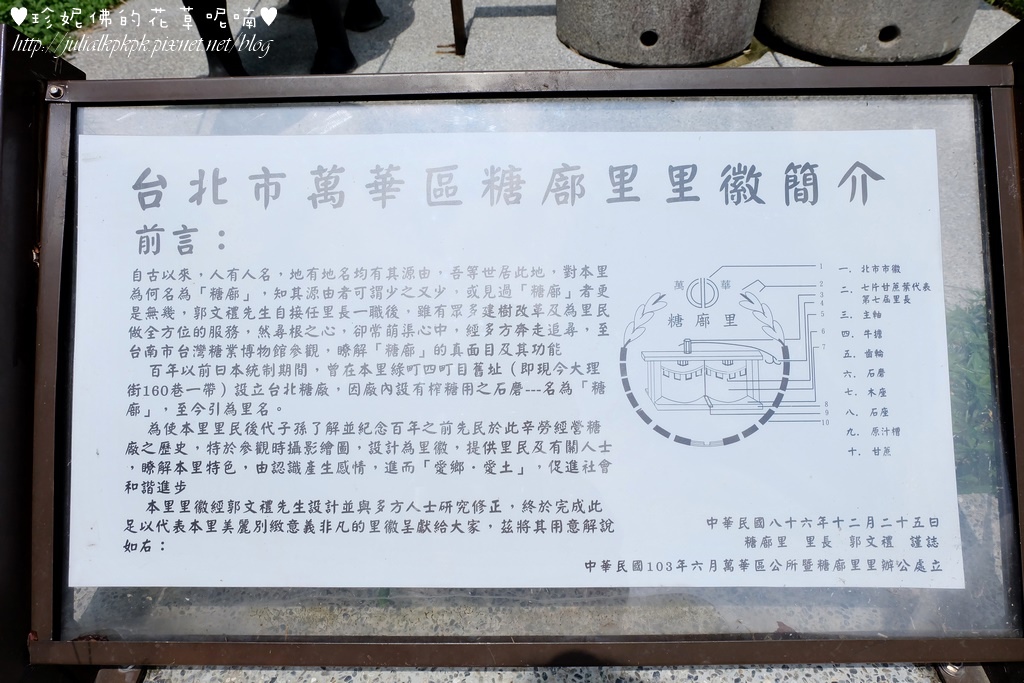 ♥珍妮佛的花草呢喃♥
http://juliatkpkpk.pixnet.net/blog
台北市萬華區糖廍里里徽簡介
前言：
自古以來，人有人名，地有地名均有其源由，吾等世居此地，對本里
為何名為「糖廍」，知其源由者可謂少之又少，或見過「糖廍」者更
是無幾，郭文禮先生自接任里長一職後，雖有眾多建樹改革及為里民
做全方位的服務，然尋根之心，卻常萌渠心中，經多方奔走追尋，至
台南市台灣糖業博物館參觀，瞭解「糖廍」的真面目及其功能
百年以前日本統制期間，曾在本里綠町四町目舊址（即現今大理
街160巷一帶）設立台北糖廠，因廠內設有榨糖用之石磨---名為「糖
廍」，至今引為里名。
為使本里里民後代子孫了解並紀念百年之前先民於此辛勞經營糖
廠之歷史，特於參觀時攝影繪圖，設計為里徽，提供里民及有關人士
，瞭解本里特色，由認識產生感情，進而「愛鄉・愛土」，促進社會
和諧進步
本里里徽經郭文禮先生設計並與多方人士研究修正，終於完成此
足以代表本里美麗別緻意義非凡的里徽呈獻給大家，茲將其用意解說
如右：
萬 華
糖廍里
1
2
3
4
5
6
7
8
9
10
一、北市市徽
二、七片甘蔗葉代表
第七屆里長
三、主軸
四、牛擔
五、齒輪
六、石磨
七、木座
八、石座
九、原汁槽
十、甘蔗
中華民國八十六年十二月二十五日
糖廍里 里長 郭文禮 謹誌
中華民國103年六月萬華區公所暨糖廍里里辦公處立